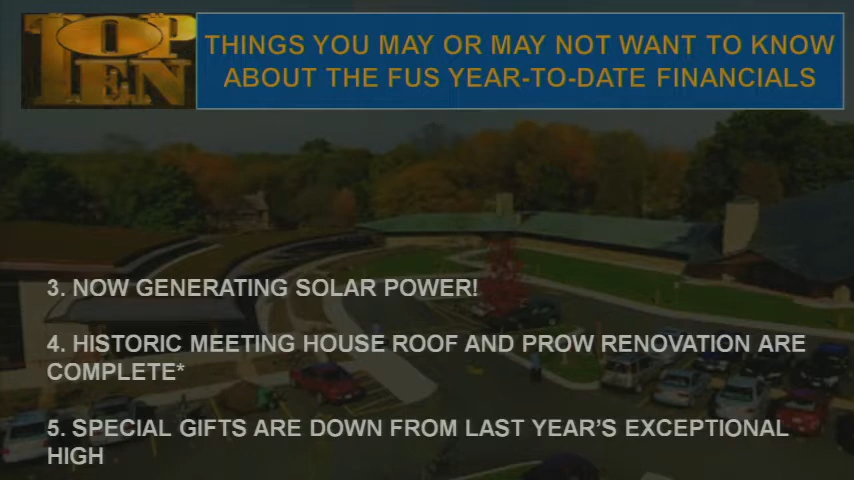 TOP
TEN
THINGS YOU MAY OR MAY NOT WANT TO KNOW
ABOUT THE FUS YEAR-TO-DATE FINANCIALS
3. NOW GENERATING SOLAR POWER!
4. HISTORIC MEETING HOUSE ROOF AND PROW RENOVATION ARE
COMPLETE*
5. SPECIAL GIFTS ARE DOWN FROM LAST YEAR’S EXCEPTIONAL
HIGH